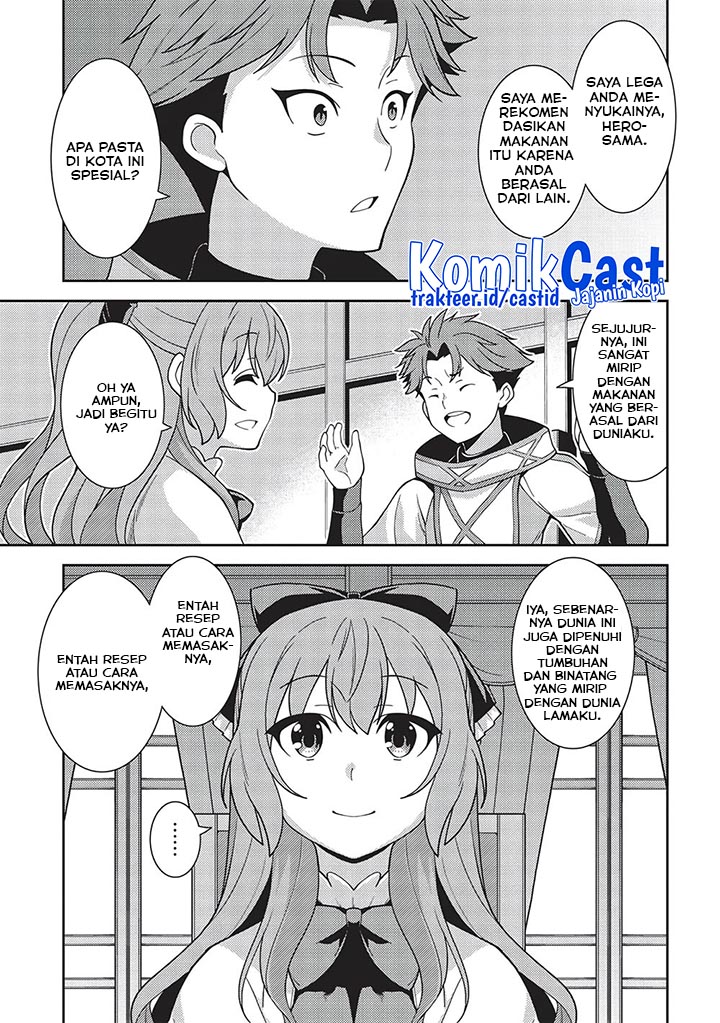 SAYA LEGA
ANDA ME-
NYUKAINYA,
HERO-
SAMA.
SAYA ME-
REKOMEN
DASIKAN
MAKANAN
ITU KARENA
ANDA
BERASAL
DARI LAIN.
APA PASTA
DI KOTA INI
SPESIAL?
KomikCast
trakteer.id/castid
Jajanin Kopi
SEJUJUR-
NYA, INI
SANGAT
MIRIP
DENGAN
MAKANAN
YANG BER-
ASAL DARI
DUNIAKU.
OH YA
AMPUN,
JADI BEGITU
YA?
IYA, SEBENAR-
NYA DUNIA INI
JUGA DIPENUHI
DENGAN
TUMBUHAN
DAN BINATANG
YANG MIRIP
DENGAN DUNIA
LAMAKU.
ENTAH
RESEP
ATAU CARA
MEMASAK-
NYA,
ENTAH RESEP
ATAU CARA
MEMASAKNYA,
......